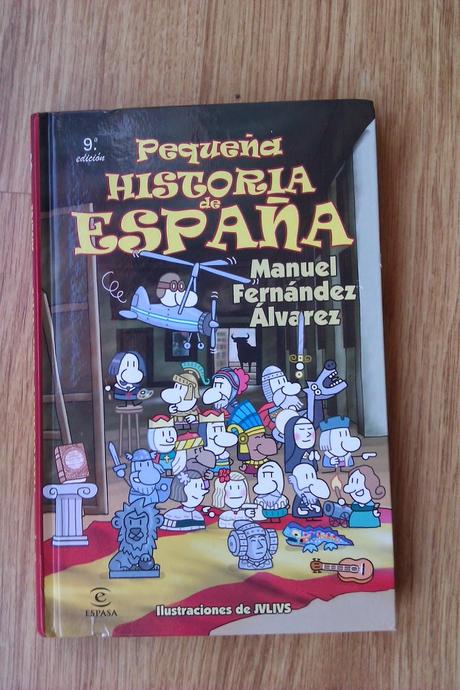 9.ª
edición
Pequeña
HISTORIA
de
ESPAÑA
Manuel
Fernández
Álvarez
e
ESPASA
Ilustraciones de JVLIVS